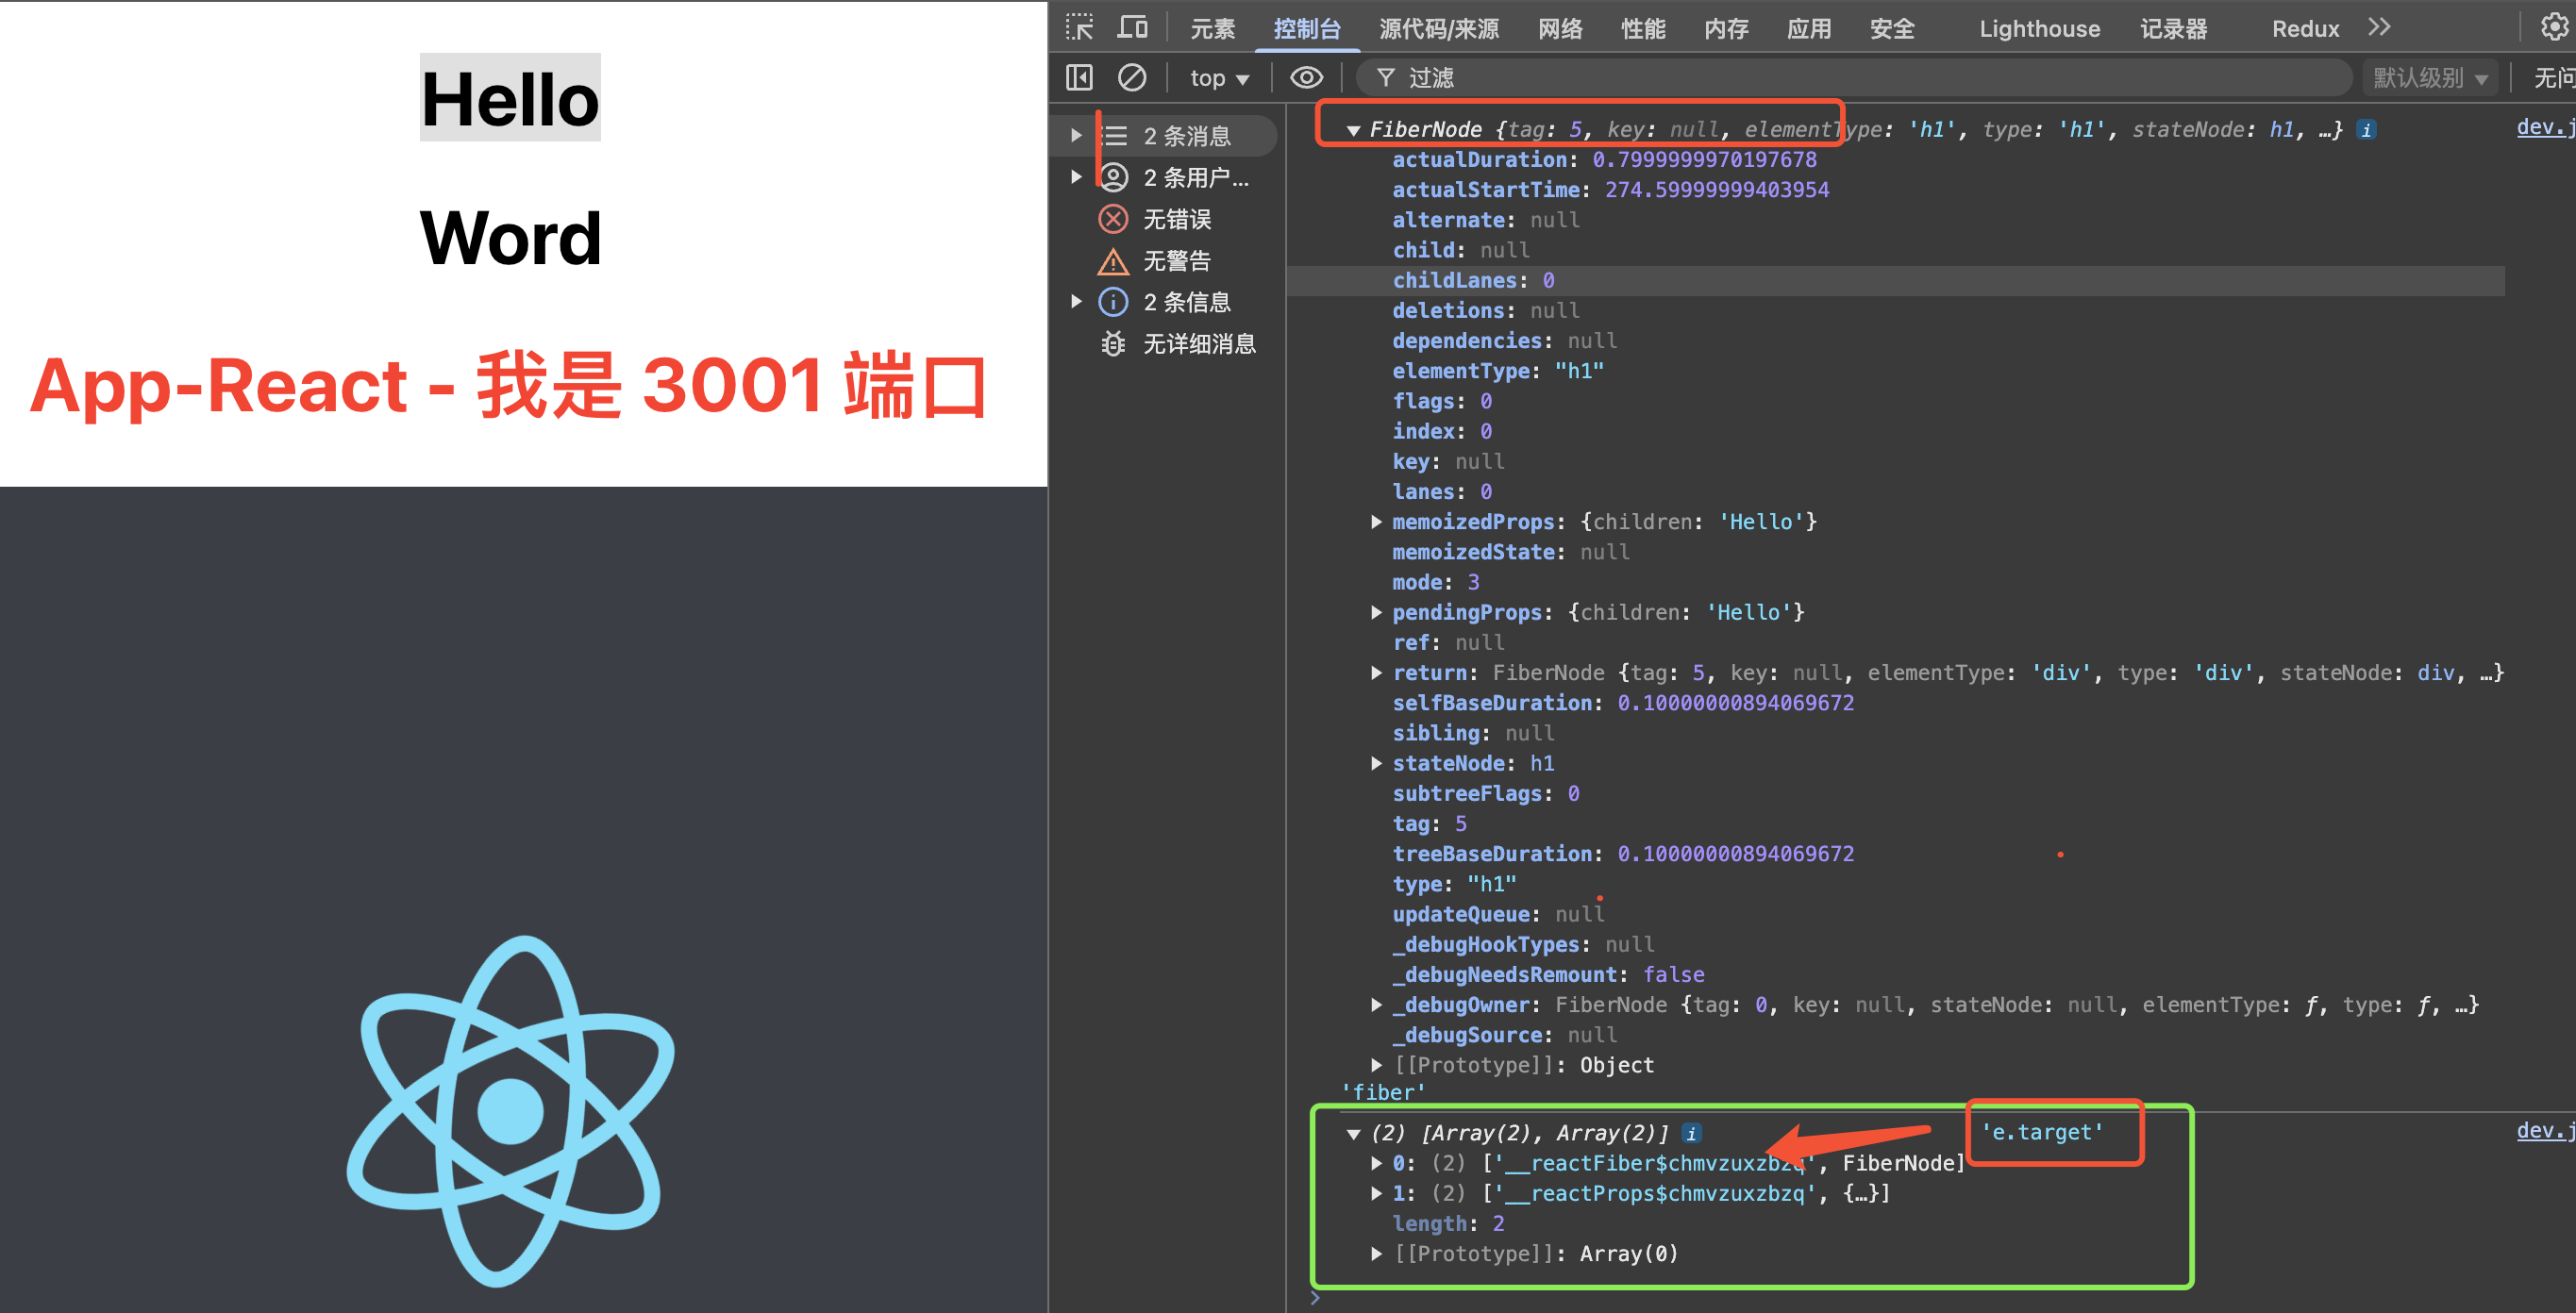 Hello
Word
App-React - 我是 3001 端口
元素 控制台 源代码/来源 网络 性能 内存 应用 安全 Lighthouse 记录器 Redux
top 过滤 默认级别 无问
2 条消息
2 条用户...
无错误
无警告
2 条信息
无详细消息
FiberNode {tag: 5, key: null, elementType: 'h1', type: 'h1', stateNode: h1, …} dev.j
actualDuration: 0.7999999970197678
actualStartTime: 274.59999999403954
alternate: null
child: null
childLanes: 0
deletions: null
dependencies: null
elementType: "h1"
flags: 0
index: 0
key: null
lanes: 0
memoizedProps: {children: 'Hello'}
memoizedState: null
mode: 3
pendingProps: {children: 'Hello'}
ref: null
return: FiberNode {tag: 5, key: null, elementType: 'div', type: 'div', stateNode: div, …}
selfBaseDuration: 0.10000000894069672
sibling: null
stateNode: h1
subtreeFlags: 0
tag: 5
treeBaseDuration: 0.10000000894069672
type: "h1"
updateQueue: null
_debugHookTypes: null
_debugNeedsRemount: false
_debugOwner: FiberNode {tag: 0, key: null, stateNode: null, elementType: ƒ, type: ƒ, …}
_debugSource: null
[[Prototype]]: Object
'fiber'
(2) [Array(2), Array(2)] 'e.target' dev.j
0: (2) ['__reactFiber$chmvzuxzbzq', FiberNode]
1: (2) ['__reactProps$chmvzuxzbzq', {…}]
length: 2
[[Prototype]]: Array(0)